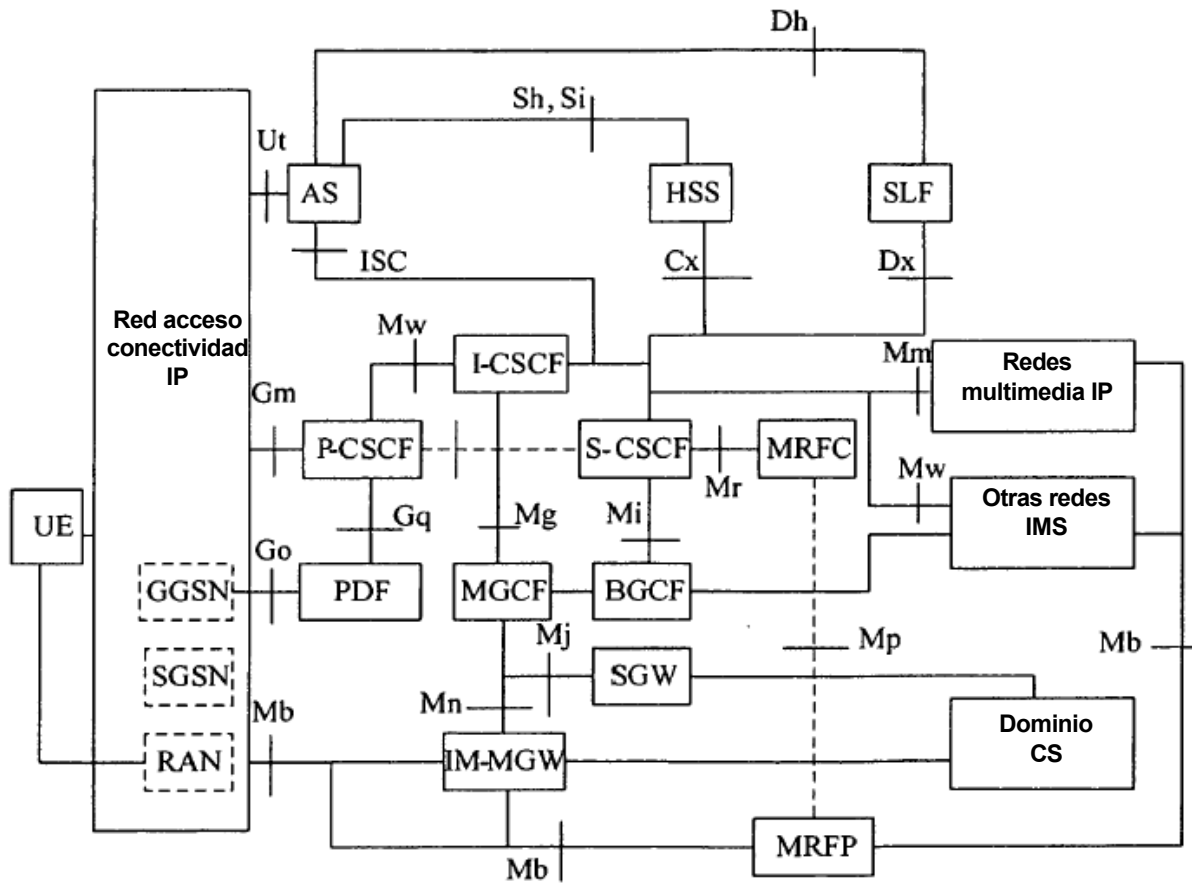 Dh
Sh, Si
Ut
AS
HSS
SLF
ISC
Cx
Dx
Red acceso
conectividad
IP
Mw
I-CSCF
Mm
Redes
multimedia IP
Gm
P-CSCF
S-CSCF
MRFC
Mr
Mw
Otras redes
IMS
UE
Gq
Mg
Mi
Go
GGSN
PDF
MGCF
BGCF
Mj
Mp
Mb
SGSN
SGW
Mn
Mb
Dominio
CS
RAN
IM-MGW
Mb
MRFP